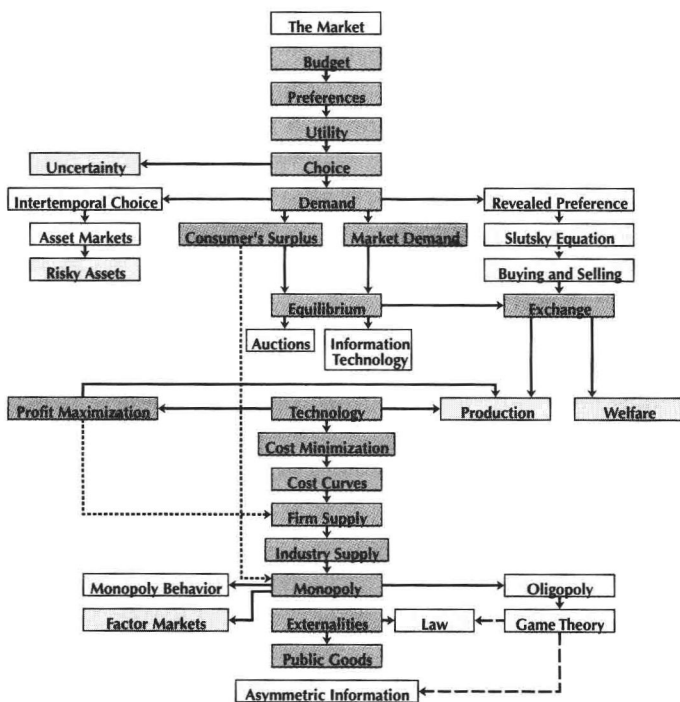 The Market
Budget
Preferences
Utility
Uncertainty
Choice
Intertemporal Choice
Demand
Revealed Preference
Asset Markets
Consumer's Surplus
Market Demand
Slutsky Equation
Risky Assets
Buying and Selling
Equilibrium
Exchange
Auctions
Information
Technology
Profit Maximization
Technology
Production
Welfare
Cost Minimization
Cost Curves
Firm Supply
Industry Supply
Monopoly Behavior
Monopoly
Oligopoly
Factor Markets
Externalities
Law
Game Theory
Public Goods
Asymmetric Information